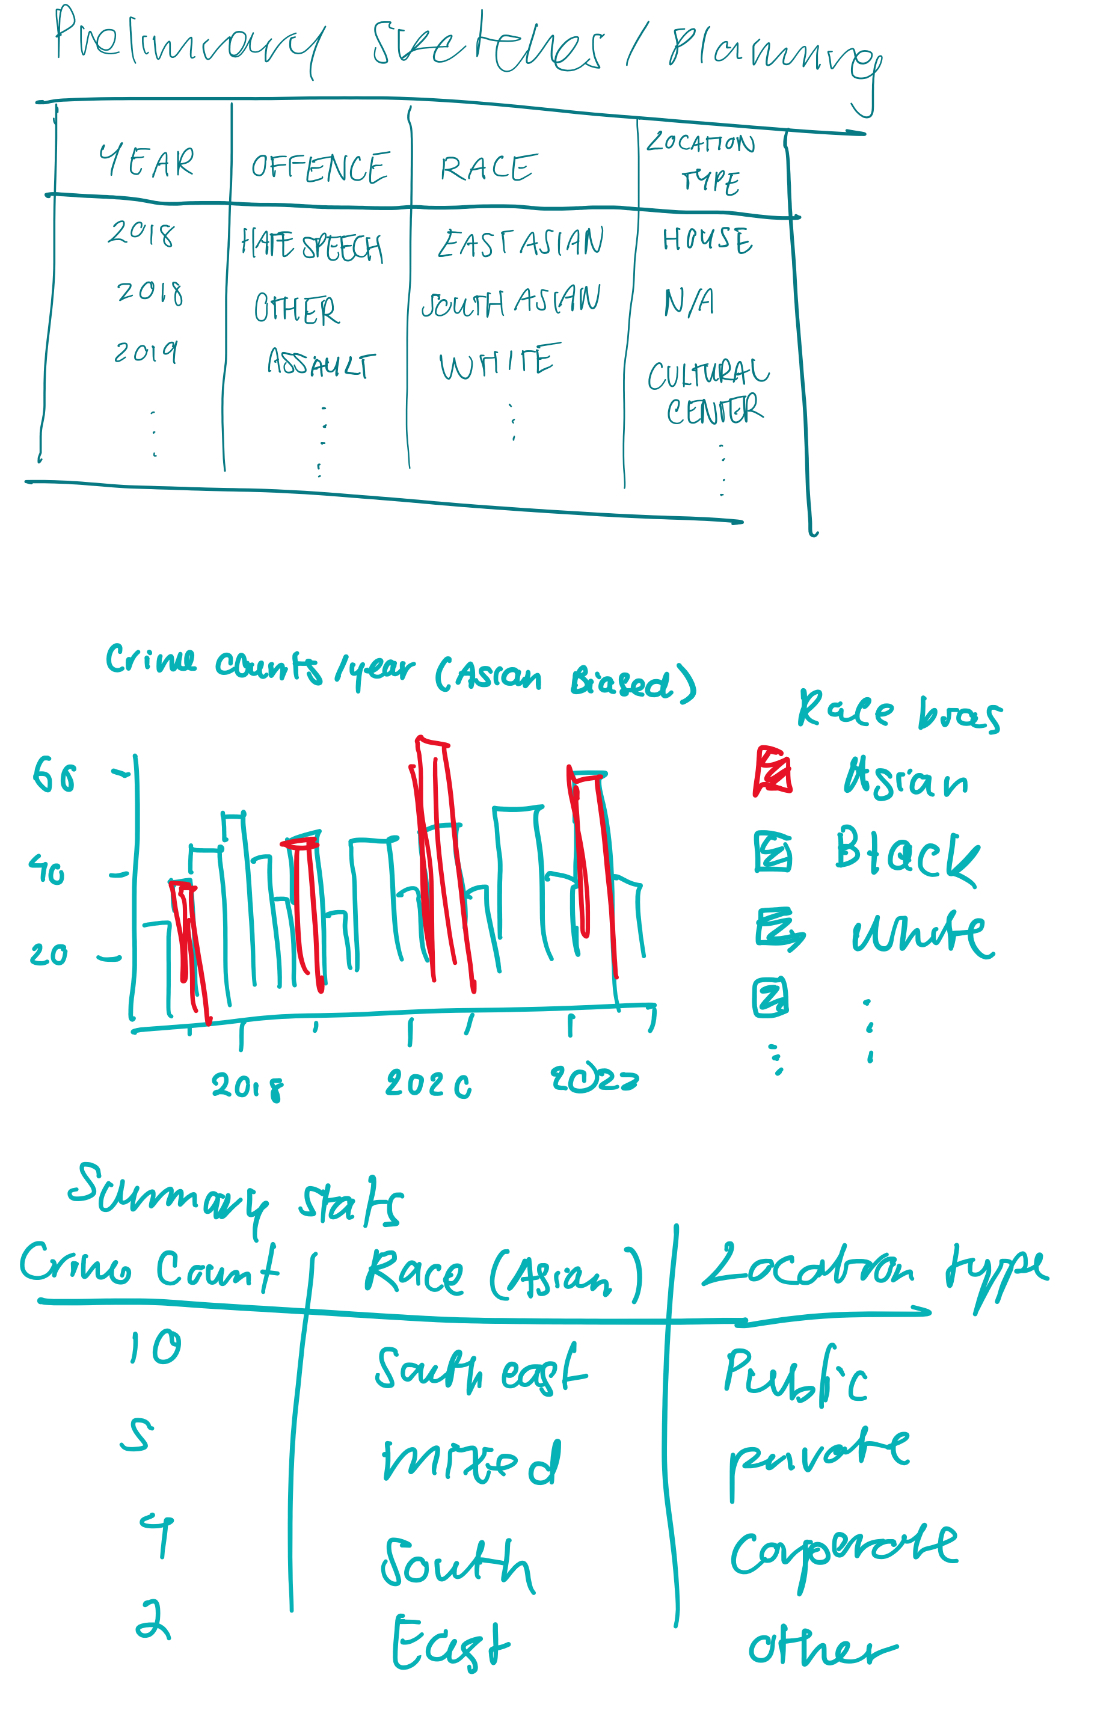 Preliminary Sketches / Planning
YEAR OFFENCE RACE LOCATION TYPE
2018 HATE SPEECH EAST ASIAN HOUSE
2018 OTHER SOUTH ASIAN N/A
2019 ASSAULT WHITE CULTURAL CENTER
Crime counts/year (Asian Biased)
Race bias
60
Asian
40
Black
20
White
2018 2020 2022
Summary stats
Crime Count Race (Asian) Location type
10 South east Public
5 mixed private
4 South Corporate
2 East other